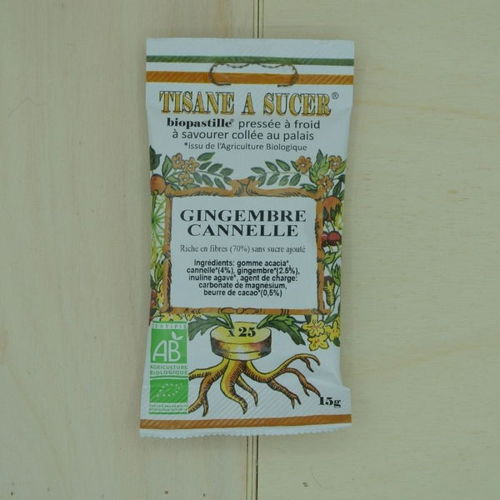 TISANE A SUCER®
biopastille® pressée à froid
à savourer collée au palais
*issu de l'Agriculture Biologique
GINGEMBRE
CANNELLE
Riche en fibres (70%) sans sucre ajouté
Ingrédients: gomme acacia*,
cannelle*(4%), gingembre*(2.5%),
inuline agave*, agent de charge:
carbonate de magnésium,
beurre de cacao*(0,5%)
25
CERTIFIÉ
AB
AGRICULTURE
BIOLOGIQUE
15g